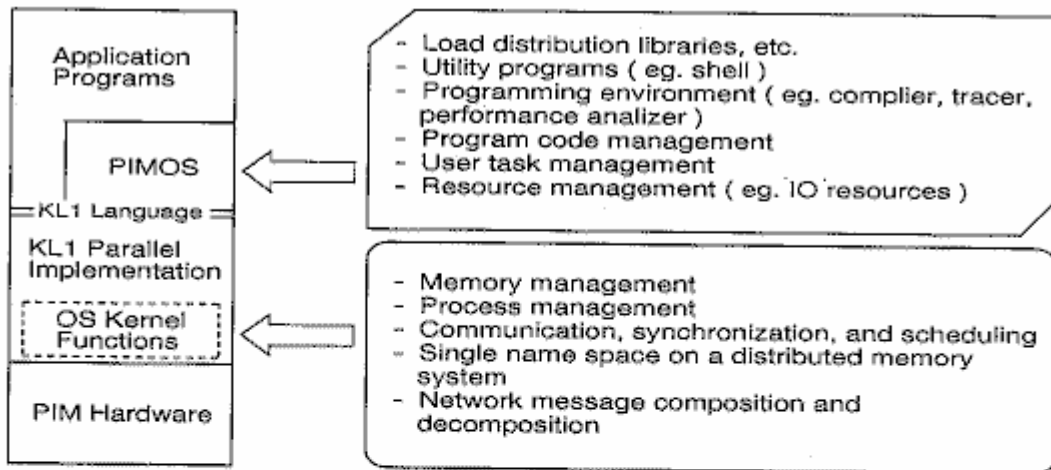 Application
Programs
PIMOS
KL1 Language
KL1 Parallel
Implementation
OS Kernel
Functions
PIM Hardware
- Load distribution libraries, etc.
- Utility programs ( eg. shell )
- Programming environment ( eg. complier, tracer,
performance analizer )
- Program code management
- User task management
- Resource management ( eg. IO resources )
- Memory management
- Process management
- Communication, synchronization, and scheduling
- Single name space on a distributed memory
system
- Network message composition and
decomposition